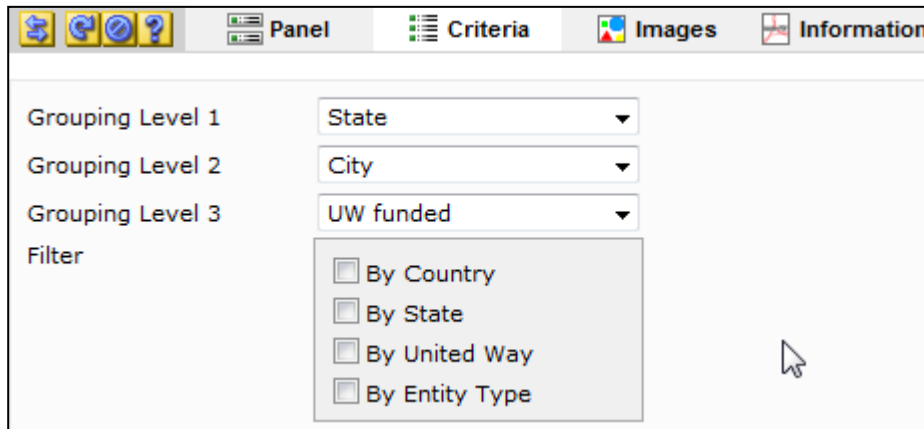 Panel Criteria Images Information
Grouping Level 1 State
Grouping Level 2 City
Grouping Level 3 UW funded
Filter
By Country
By State
By United Way
By Entity Type